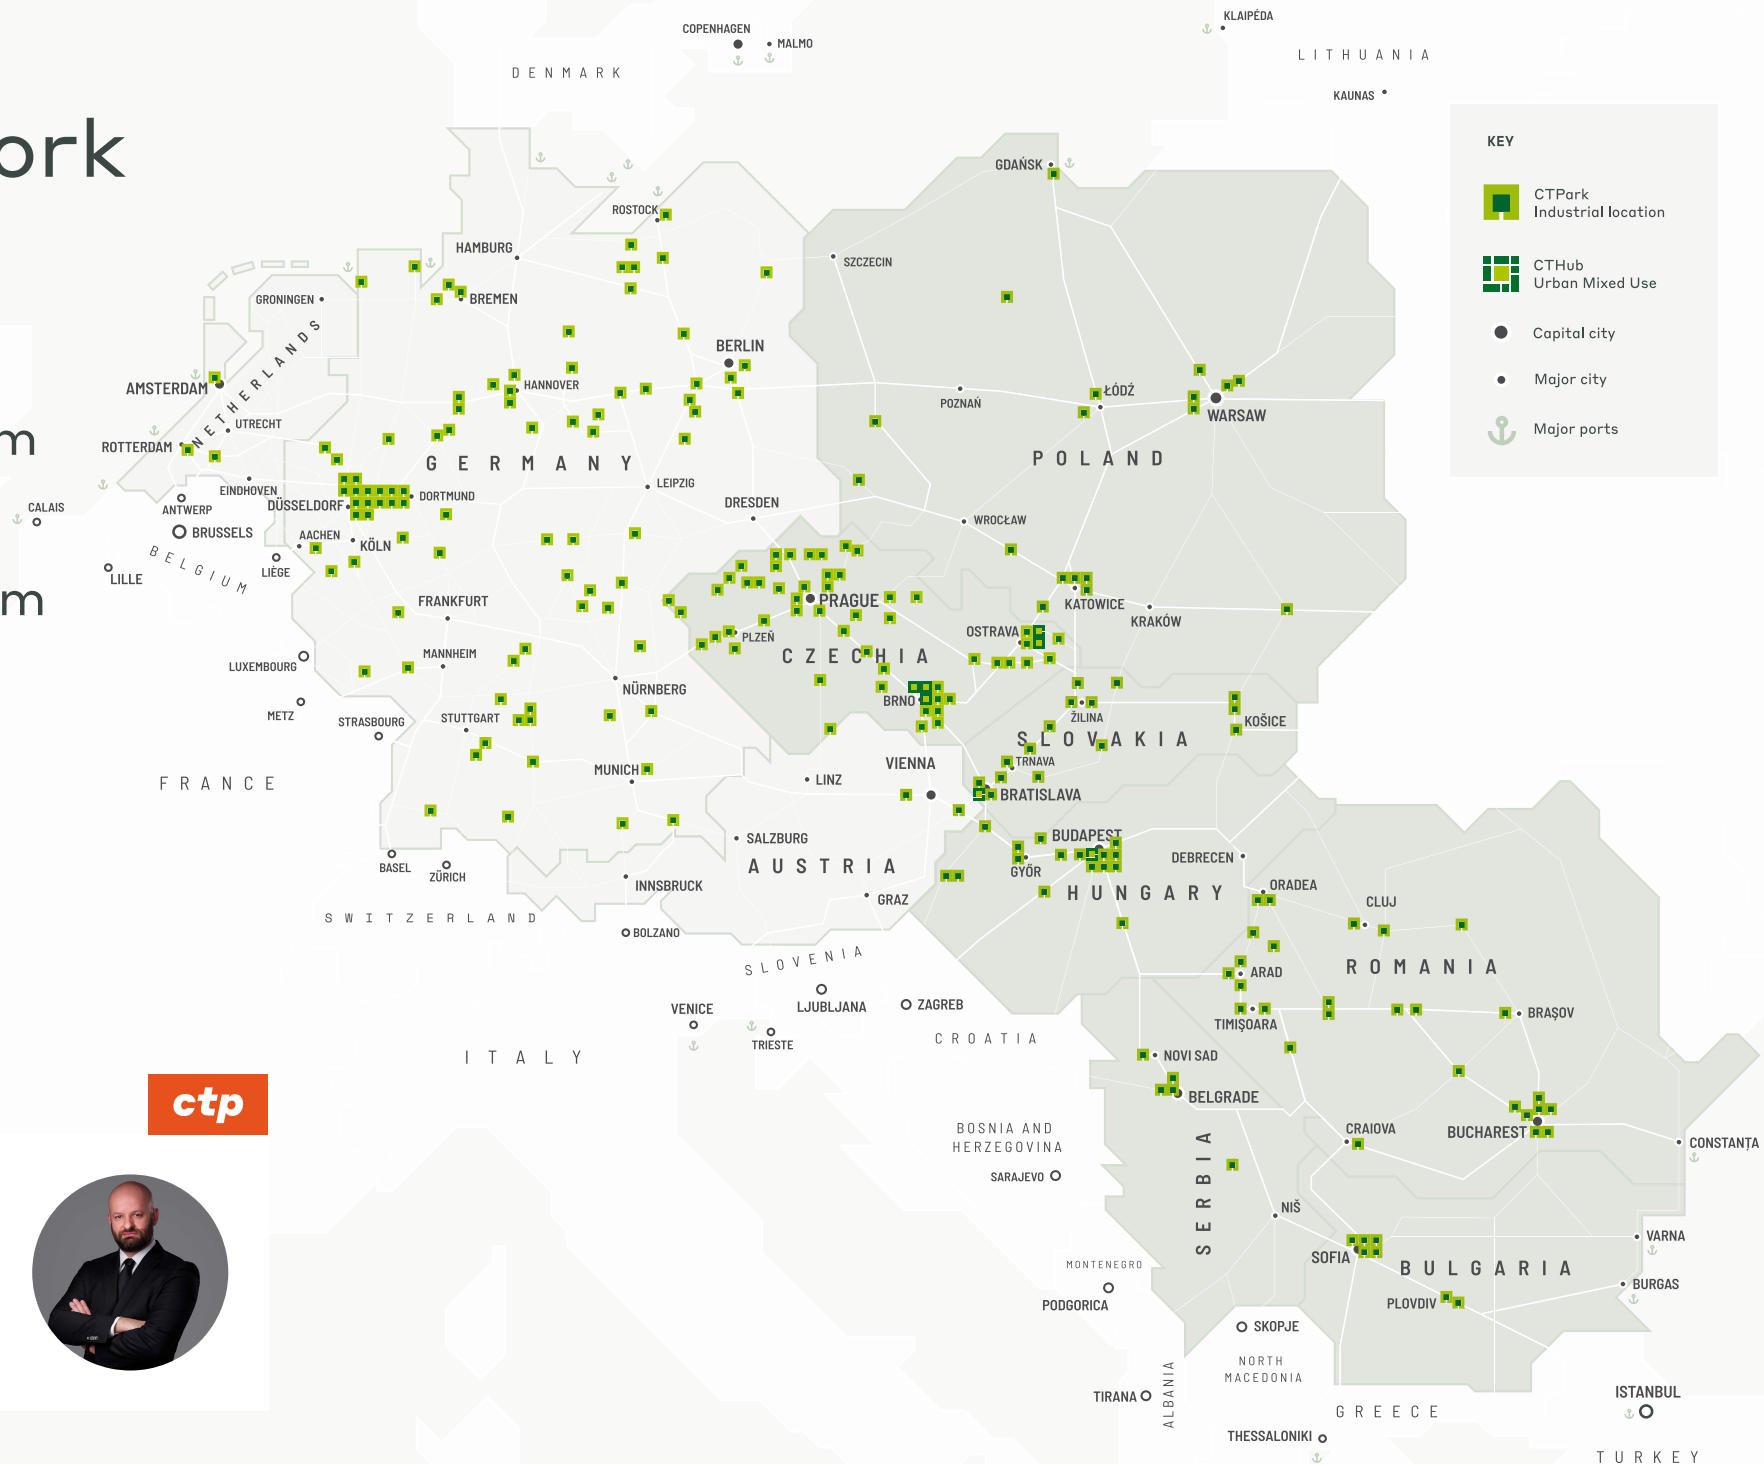 ork
m
m
KEY
CTPark
Industrial location
CTHub
Urban Mixed Use
Capital city
Major city
Major ports
COPENHAGEN
MALMO
DENMARK
KLAIPÉDA
LITHUANIA
KAUNAS
GDAŃSK
ROSTOCK
HAMBURG
SZCZECIN
GRONINGEN
BREMEN
NETHERLANDS
BERLIN
AMSTERDAM
HANNOVER
POZNAŃ
ŁÓDŹ
WARSAW
UTRECHT
ROTTERDAM
GERMANY
POLAND
EINDHOVEN
LEIPZIG
DORTMUND
DÜSSELDORF
DRESDEN
CALAIS
ANTWERP
BRUSSELS
WROCŁAW
AACHEN
KÖLN
BELGIUM
LIÈGE
LILLE
FRANKFURT
PRAGUE
KATOWICE
KRAKÓW
OSTRAVA
PLZEŇ
CZECHIA
MANNHEIM
LUXEMBOURG
NÜRNBERG
BRNO
METZ
STRASBOURG
STUTTGART
ŽILINA
KOŠICE
SLOVAKIA
TRNAVA
VIENNA
MUNICH
LINZ
FRANCE
BRATISLAVA
SALZBURG
BUDAPEST
DEBRECEN
BASEL
ZÜRICH
AUSTRIA
GYŐR
HUNGARY
INNSBRUCK
ORADEA
GRAZ
CLUJ
SWITZERLAND
BOLZANO
SLOVENIA
ROMANIA
ARAD
LJUBLJANA
ZAGREB
VENICE
TIMIŞOARA
BRAŞOV
CROATIA
TRIESTE
ITALY
NOVI SAD
BELGRADE
ctp
BOSNIA AND
HERZEGOVINA
SARAJEVO
SERBIA
CRAIOVA
BUCHAREST
CONSTANȚA
NIŠ
SOFIA
BULGARIA
VARNA
MONTENEGRO
PODGORICA
PLOVDIV
BURGAS
SKOPJE
NORTH
MACEDONIA
TIRANA
ALBANIA
GREECE
ISTANBUL
THESSALONIKI
TURKEY